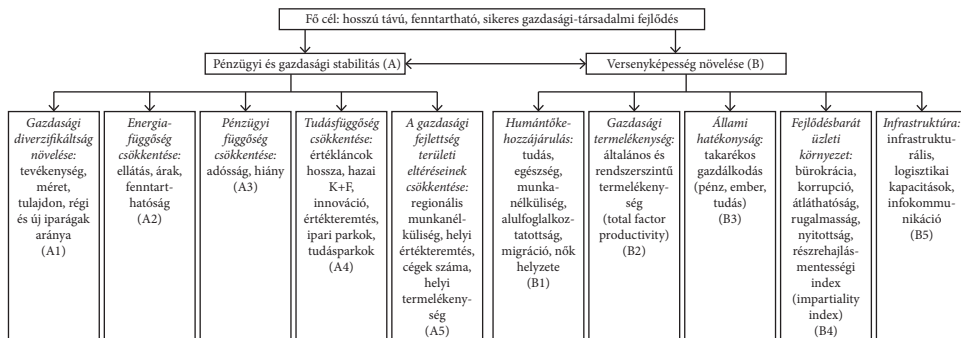 Fő cél: hosszú távú, fenntartható, sikeres gazdasági-társadalmi fejlődés
Pénzügyi és gazdasági stabilitás (A)
Versenyképesség növelése (B)
Gazdasági
diverzifikáltság
növelése:
tevékenység,
méret,
tulajdon, régi
és új iparágak
aránya
(A1)
Energia-
függőség
csökkentése:
ellátás, árak,
fenntart-
hatóság
(A2)
Pénzügyi
függőség
csökkentése:
adósság, hiány
(A3)
Tudásfüggőség
csökkentése:
értékláncok
hossza, hazai
K+F,
innováció,
értékteremtés,
ipari parkok,
tudásparkok
(A4)
A gazdasági
fejlettség
területi
eltéréseinek
csökkentése:
regionális
munkanél-
küliség, helyi
értékteremtés,
cégek száma,
helyi
termelékeny-
ség
(A5)
Humántőke-
hozzájárulás:
tudás,
egészség,
munka-
nélküliség,
alulfoglalkoz-
tatottság,
migráció, nők
helyzete
(B1)
Gazdasági
termelékenység:
általános és
rendszerszintű
termelékeny-
ség
(total factor
productivity)
(B2)
Állami
hatékonyság:
takarékos
gazdálkodás
(pénz, ember,
tudás)
(B3)
Fejlődésbarát
üzleti
környezet:
bürokrácia,
korrupció,
átláthatóság,
rugalmasság,
nyitottság,
részrehajlás-
mentességi
index
(impartiality
index)
(B4)
Infrastruktúra:
infrastruktu-
rális,
logisztikai
kapacitások,
infokommu-
nikáció
(B5)